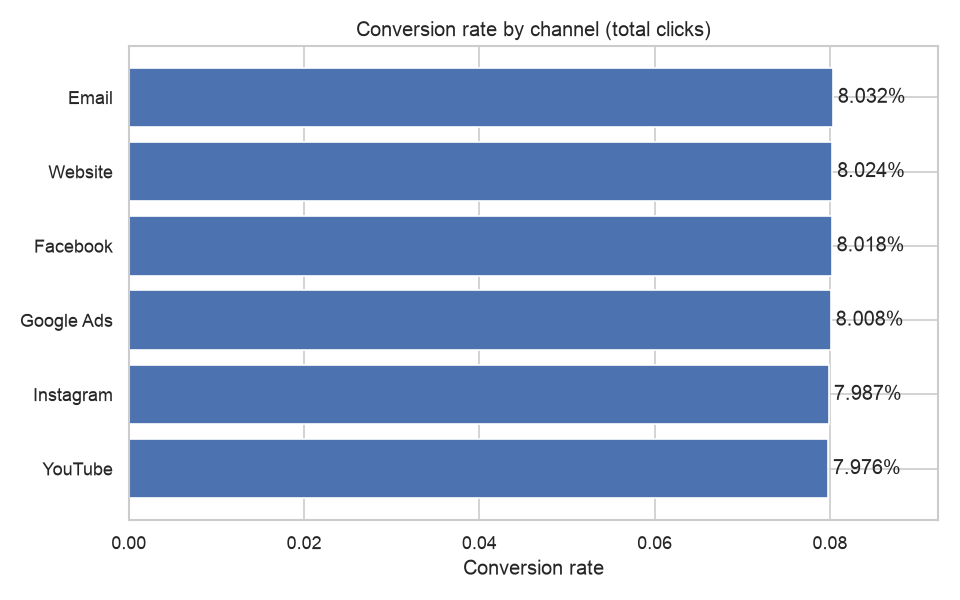 Conversion rate by channel (total clicks)
Email 8.032%
Website 8.024%
Facebook 8.018%
Google Ads 8.008%
Instagram 7.987%
YouTube 7.976%
0.00 0.02 0.04 0.06 0.08
Conversion rate